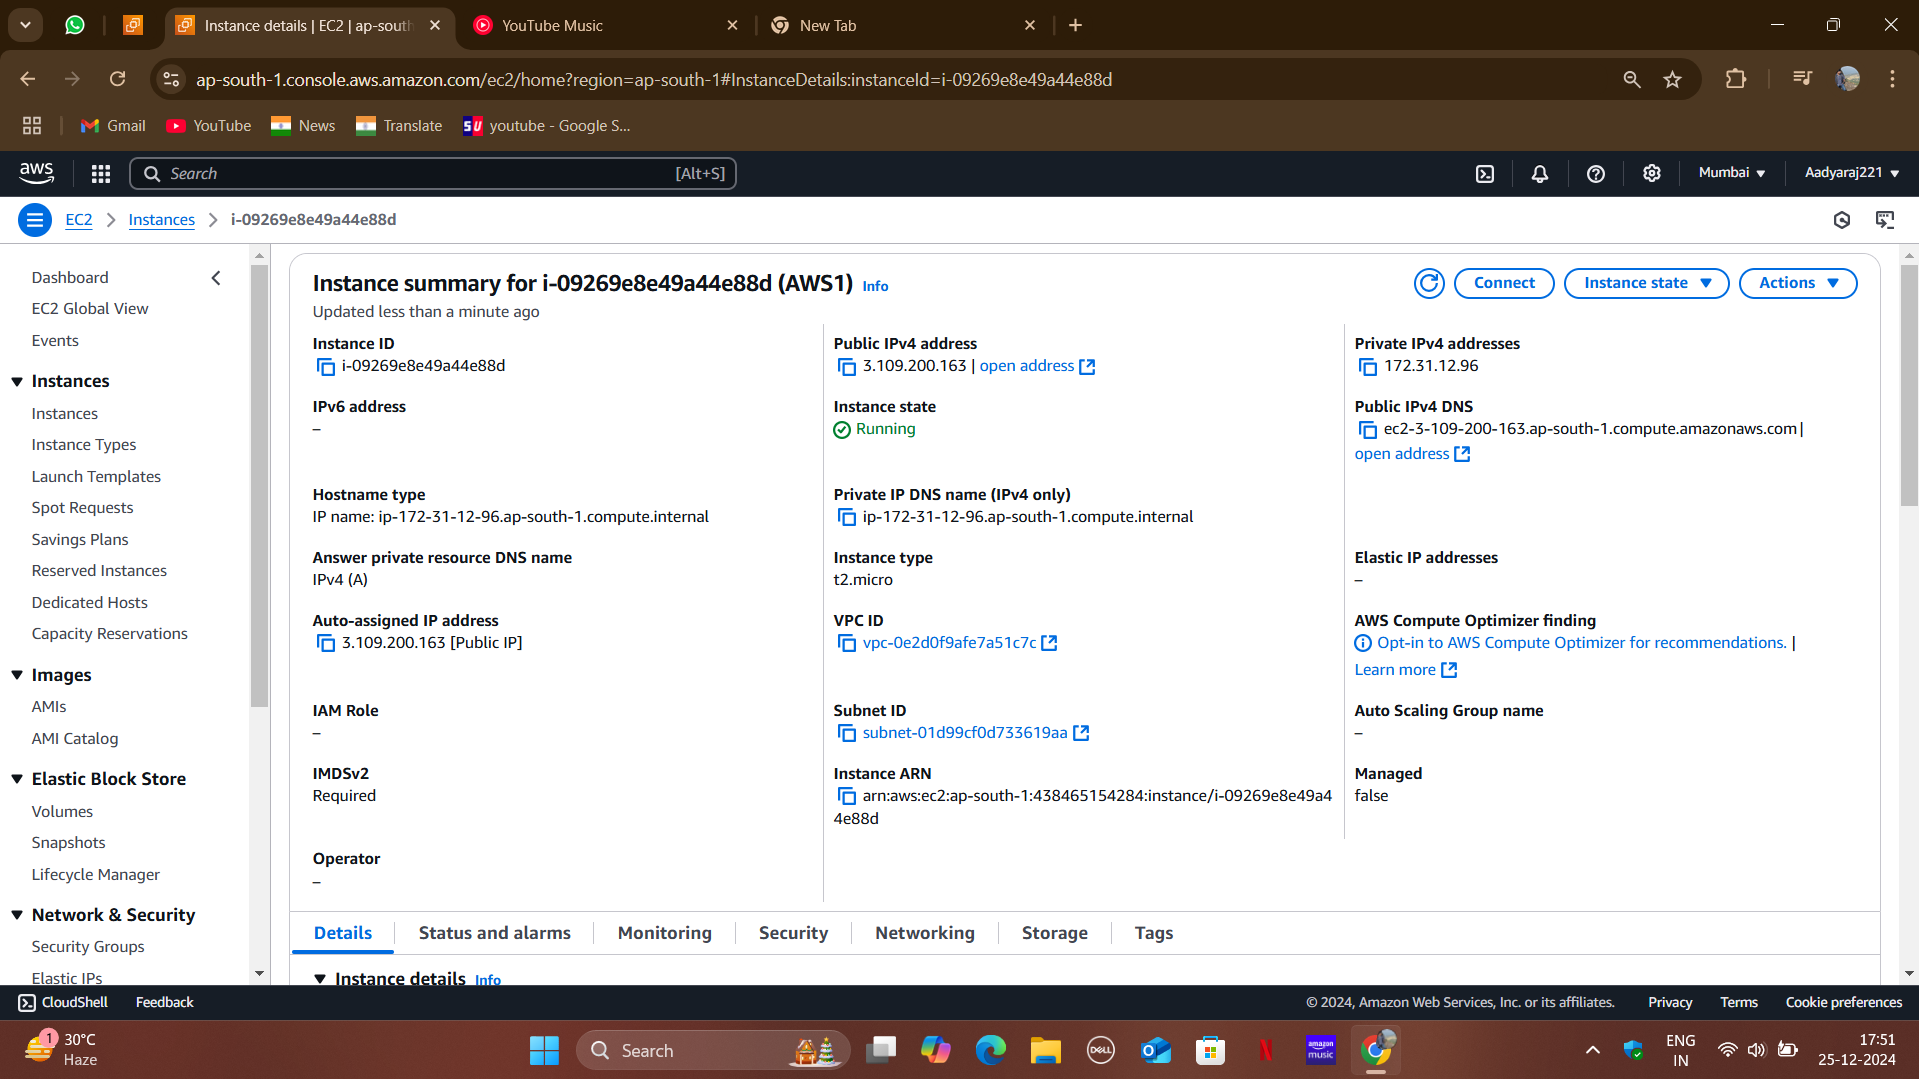 Instance details | EC2 | ap-south
YouTube Music
New Tab
ap-south-1.console.aws.amazon.com/ec2/home?region=ap-south-1#InstanceDetails:instanceId=i-09269e8e49a44e88d
Gmail
YouTube
News
Translate
SU
youtube - Google S...
aws
Search
[Alt+S]
Mumbai
Aadyaraj221
EC2
Instances
i-09269e8e49a44e88d
Dashboard
EC2 Global View
Events
Instances
Instances
Instance Types
Launch Templates
Spot Requests
Savings Plans
Reserved Instances
Dedicated Hosts
Capacity Reservations
Images
AMIs
AMI Catalog
Elastic Block Store
Volumes
Snapshots
Lifecycle Manager
Network & Security
Security Groups
Elastic IPs
Instance summary for i-09269e8e49a44e88d (AWS1) Info
Updated less than a minute ago
Connect
Instance state
Actions
Instance ID
i-09269e8e49a44e88d
Public IPv4 address
3.109.200.163 | open address
Private IPv4 addresses
172.31.12.96
IPv6 address
–
Instance state
Running
Public IPv4 DNS
ec2-3-109-200-163.ap-south-1.compute.amazonaws.com |
open address
Hostname type
IP name: ip-172-31-12-96.ap-south-1.compute.internal
Private IP DNS name (IPv4 only)
ip-172-31-12-96.ap-south-1.compute.internal
Answer private resource DNS name
IPv4 (A)
Instance type
t2.micro
Elastic IP addresses
–
Auto-assigned IP address
3.109.200.163 [Public IP]
VPC ID
vpc-0e2d0f9afe7a51c7c
AWS Compute Optimizer finding
Opt-in to AWS Compute Optimizer for recommendations. |
Learn more
IAM Role
–
Subnet ID
subnet-01d99cf0d733619aa
Auto Scaling Group name
–
IMDSv2
Required
Instance ARN
arn:aws:ec2:ap-south-1:438465154284:instance/i-09269e8e49a4
4e88d
Managed
false
Operator
–
Details
Status and alarms
Monitoring
Security
Networking
Storage
Tags
Instance details Info
CloudShell
Feedback
© 2024, Amazon Web Services, Inc. or its affiliates.
Privacy
Terms
Cookie preferences
1
30°C
Haze
Search
DELL
amazon
music
ENG
IN
17:51
25-12-2024